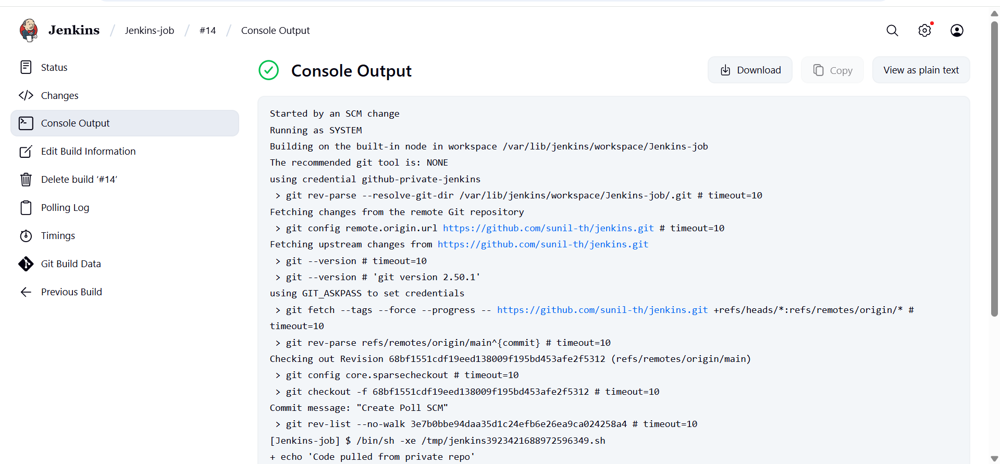 Jenkins / Jenkins-job / #14 / Console Output
Status
Changes
Console Output
Edit Build Information
Delete build ‘#14’
Polling Log
Timings
Git Build Data
Previous Build
Console Output
Download
Copy
View as plain text
Started by an SCM change
Running as SYSTEM
Building on the built-in node in workspace /var/lib/jenkins/workspace/Jenkins-job
The recommended git tool is: NONE
using credential github-private-jenkins
> git rev-parse --resolve-git-dir /var/lib/jenkins/workspace/Jenkins-job/.git # timeout=10
Fetching changes from the remote Git repository
> git config remote.origin.url https://github.com/sunil-th/jenkins.git # timeout=10
Fetching upstream changes from https://github.com/sunil-th/jenkins.git
> git --version # timeout=10
> git --version # 'git version 2.50.1'
using GIT_ASKPASS to set credentials
> git fetch --tags --force --progress -- https://github.com/sunil-th/jenkins.git +refs/heads/*:refs/remotes/origin/* #
timeout=10
> git rev-parse refs/remotes/origin/main^{commit} # timeout=10
Checking out Revision 68bf1551cdf19eed138009f195bd453afe2f5312 (refs/remotes/origin/main)
> git config core.sparsecheckout # timeout=10
> git checkout -f 68bf1551cdf19eed138009f195bd453afe2f5312 # timeout=10
Commit message: "Create Poll SCM"
> git rev-list --no-walk 3e7b0bbe94daa35d1c24efb6e26ea9ca024258a4 # timeout=10
[Jenkins-job] $ /bin/sh -xe /tmp/jenkins3923421688972596349.sh
+ echo 'Code pulled from private repo'